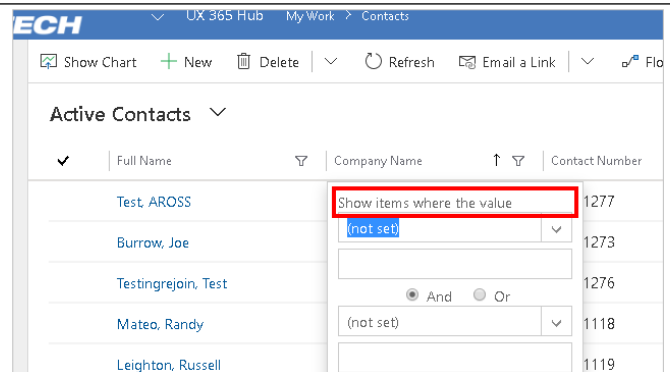 ECH
UX 365 Hub My Work > Contacts
Show Chart New Delete Refresh Email a Link Flo
Active Contacts
Full Name Company Name Contact Number
Test, AROSS 1277
Show items where the value
(not set)
Burrow, Joe 1273
Testingrejoin, Test 1276
And Or
Mateo, Randy (not set) 1118
Leighton, Russell 1119